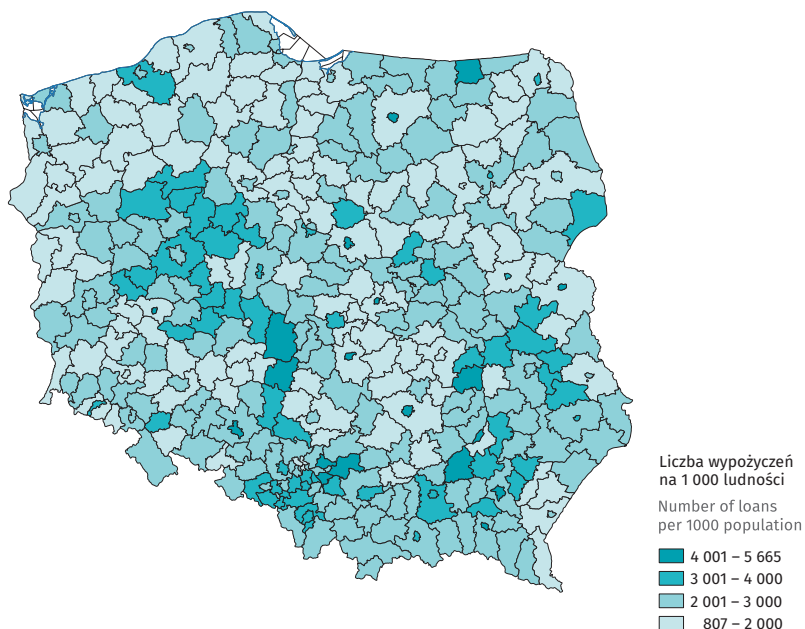 Liczba wypożyczeń
na 1 000 ludności
Number of loans
per 1000 population
4 001 – 5 665
3 001 – 4 000
2 001 – 3 000
807 – 2 000